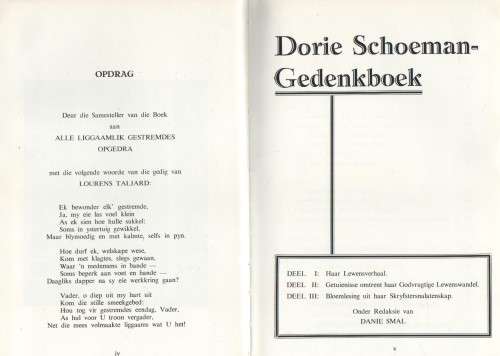 OPDRAG
Deur die Samesteller van die Boek
aan
ALLE LIGGAAMLIK GESTREMDES
OPGEDRA
met die volgende woorde van die gedig van
LOURENS TALJARD:
Ek bewonder elk' gestremde,
Ja, my eie las voel klein
As ek sien hoe hulle sukkel:
Soms in ystertuig gewikkel,
Maar blymoedig en met kalmte, selfs in pyn.
Hoe durf ek, welskape wese,
Kom met klagtes, slegs gewaan,
Waar 'n medemens in bande —
Soms beperk aan voet en hande —
Daagliks dapper na sy eie werkkring gaan?
Vader, o diep uit my hart uit
Kom die stille smeekgebed:
Hou tog vir gestremdes eendag, Vader,
As hul voor U troon vergader,
Net die mees volmaakte liggame wat U het!
iv
Dorie Schoeman-
Gedenkboek
DEEL I: Haar Lewensverhaal.
DEEL II: Getuienisse omtrent haar Godvrugtige Lewenswandel.
DEEL III: Bloemlesing uit haar Skryfstersnalatenskap.
Onder Redaksie van
DANIE SMAL
v